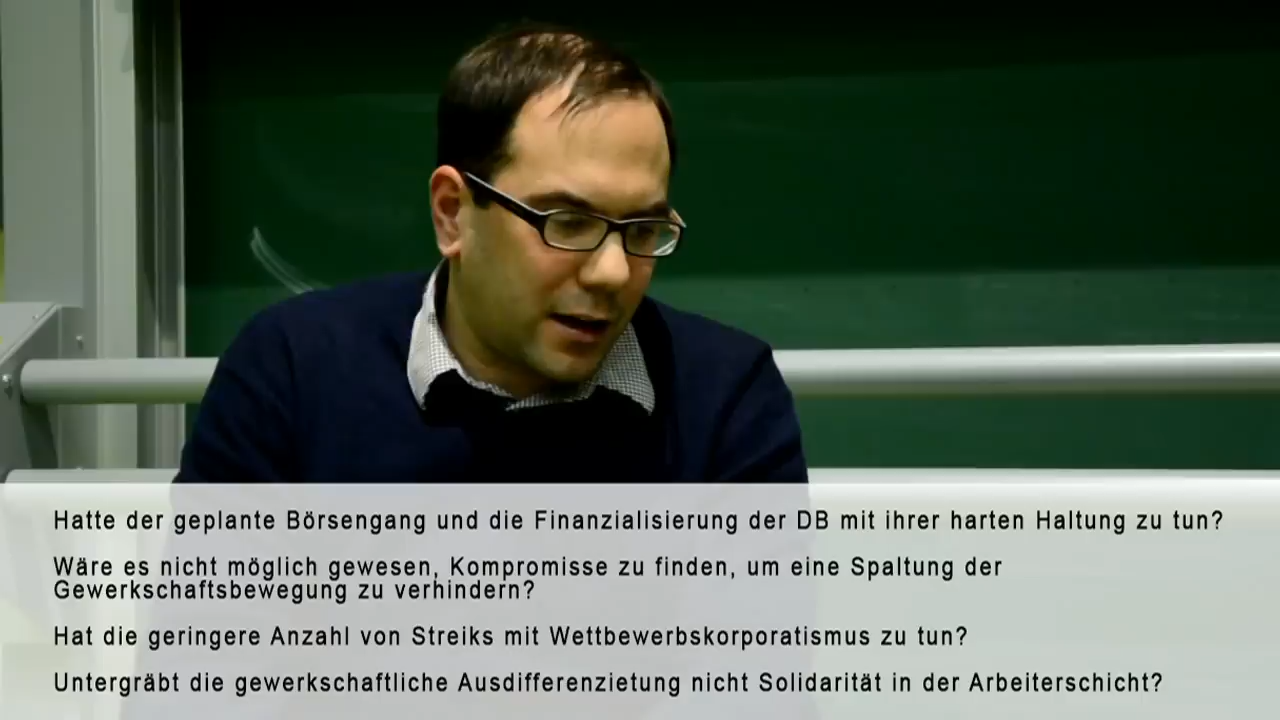 Hatte der geplante Börsengang und die Finanzialisierung der DB mit ihrer harten Haltung zu tun?
Wäre es nicht möglich gewesen, Kompromisse zu finden, um eine Spaltung der
Gewerkschaftsbewegung zu verhindern?
Hat die geringere Anzahl von Streiks mit Wettbewerbskorporatismus zu tun?
Untergräbt die gewerkschaftliche Ausdifferenzietung nicht Solidarität in der Arbeiterschicht?